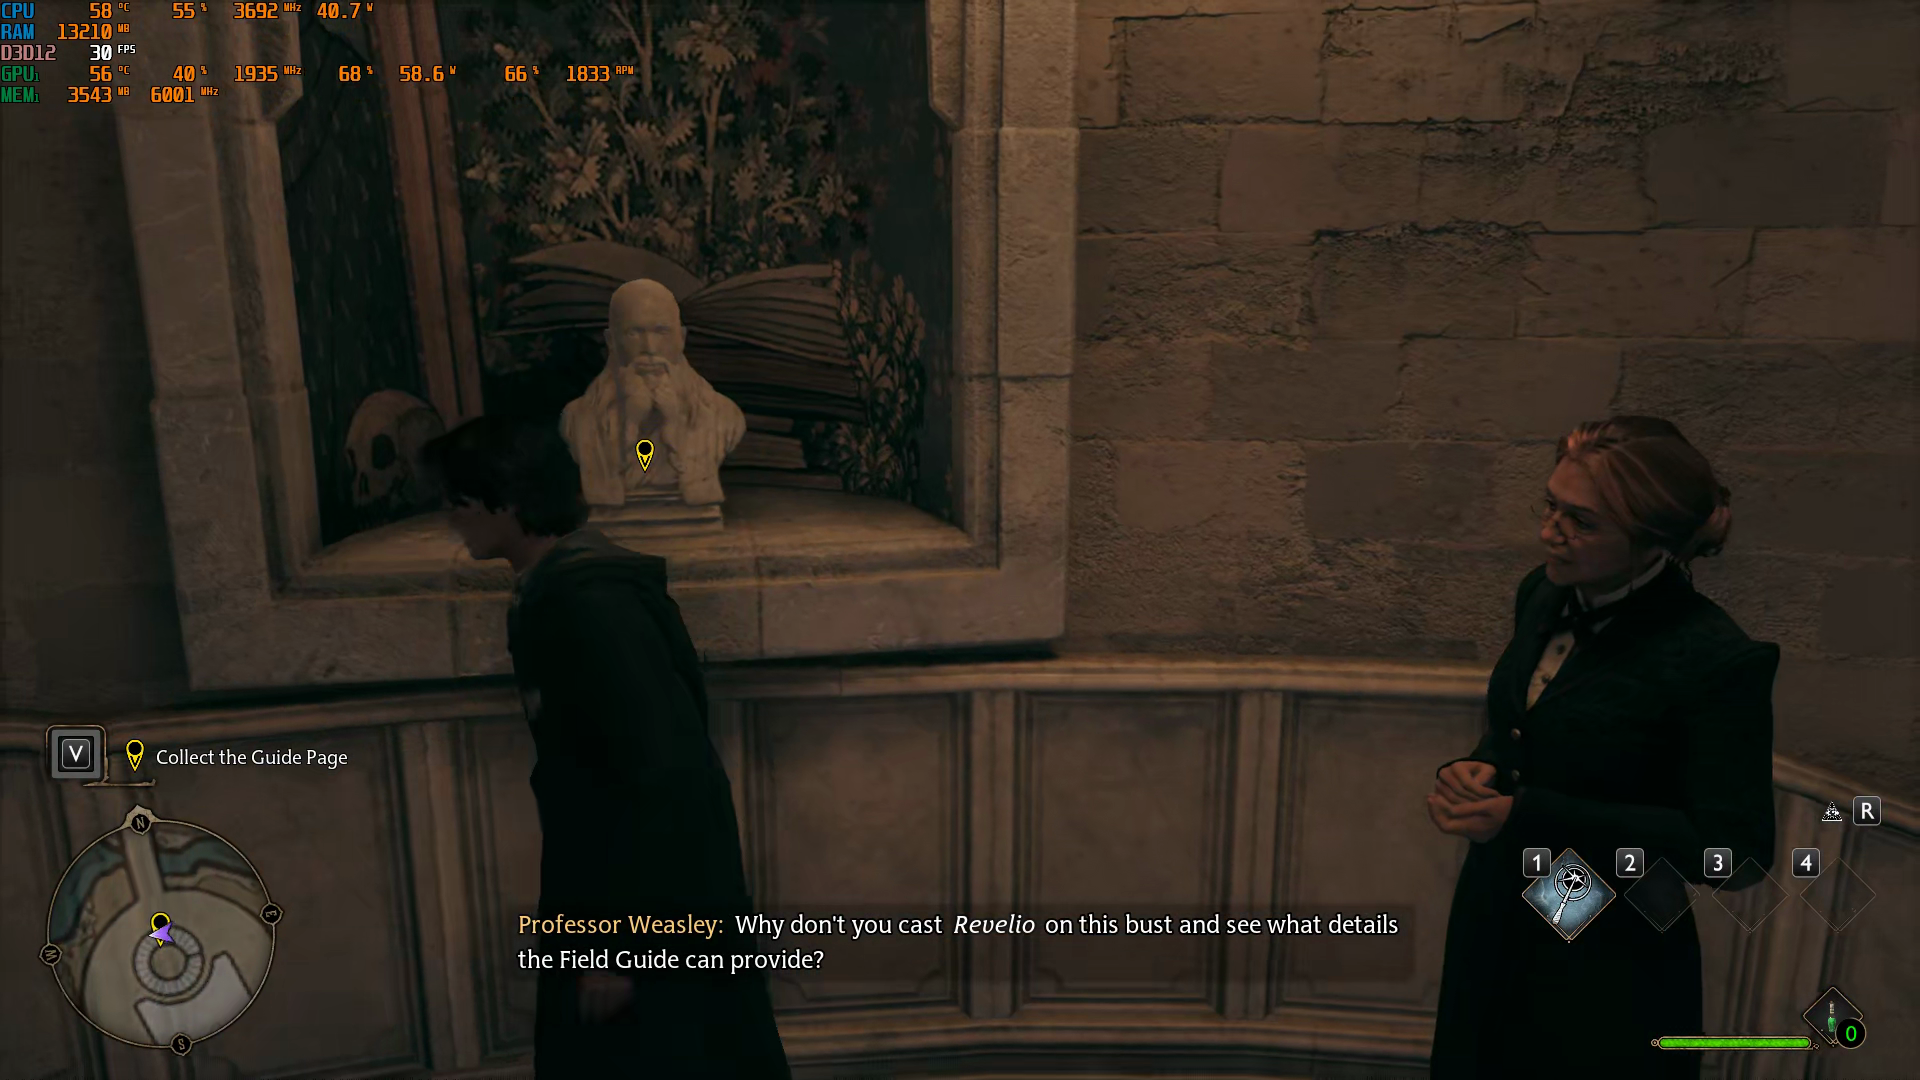 CPU 58 °C 55 % 3692 MHz 40.7 W
RAM 13210 MB
D3D12 30 FPS
GPU1 56 °C 40 % 1935 MHz 68 % 58.6 W 66 % 1833 RPM
MEM1 3543 MB 6001 MHz
V Collect the Guide Page
N
E
W
S
R
1 2 3 4
Professor Weasley: Why don't you cast Revelio on this bust and see what details
the Field Guide can provide?
0